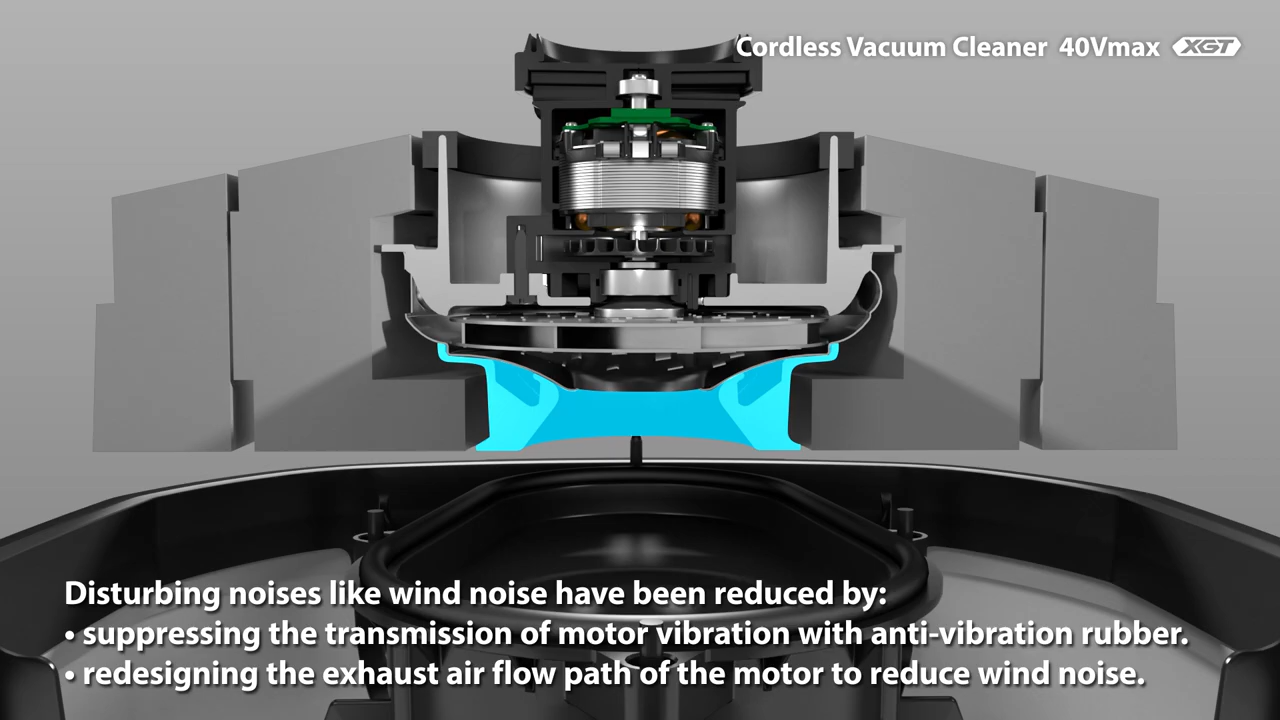 Cordless Vacuum Cleaner 40Vmax XGT
Disturbing noises like wind noise have been reduced by:
• suppressing the transmission of motor vibration with anti-vibration rubber.
• redesigning the exhaust air flow path of the motor to reduce wind noise.